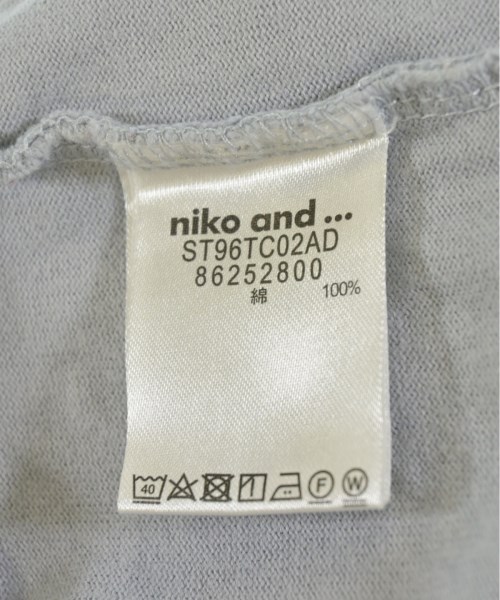 niko and ...
ST96TC02AD
86252800
綿 100%
40 F W